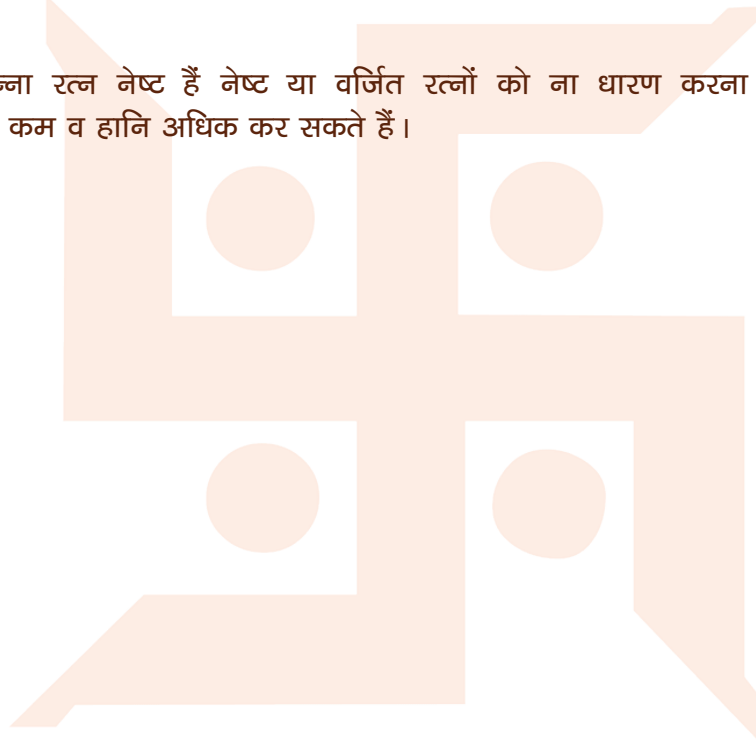 रत्न नेष्ट हैं नेष्ट या वर्जित रत्नों को ना धारण करना
कम व हानि अधिक कर सकते हैं।